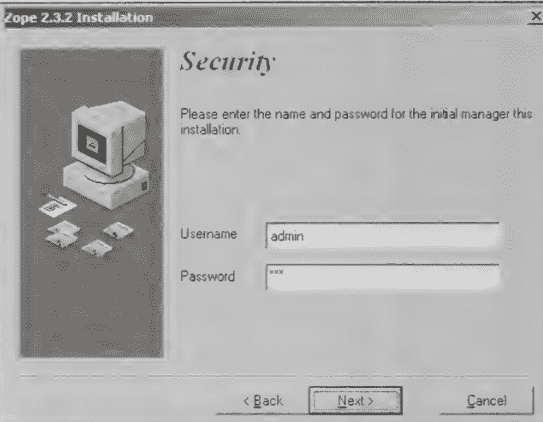 Zope 2.3.2 Installation
Security
Please enter the name and password for the initial manager this
installation.
Username
admin
Password
***
< Back
Next >
Cancel